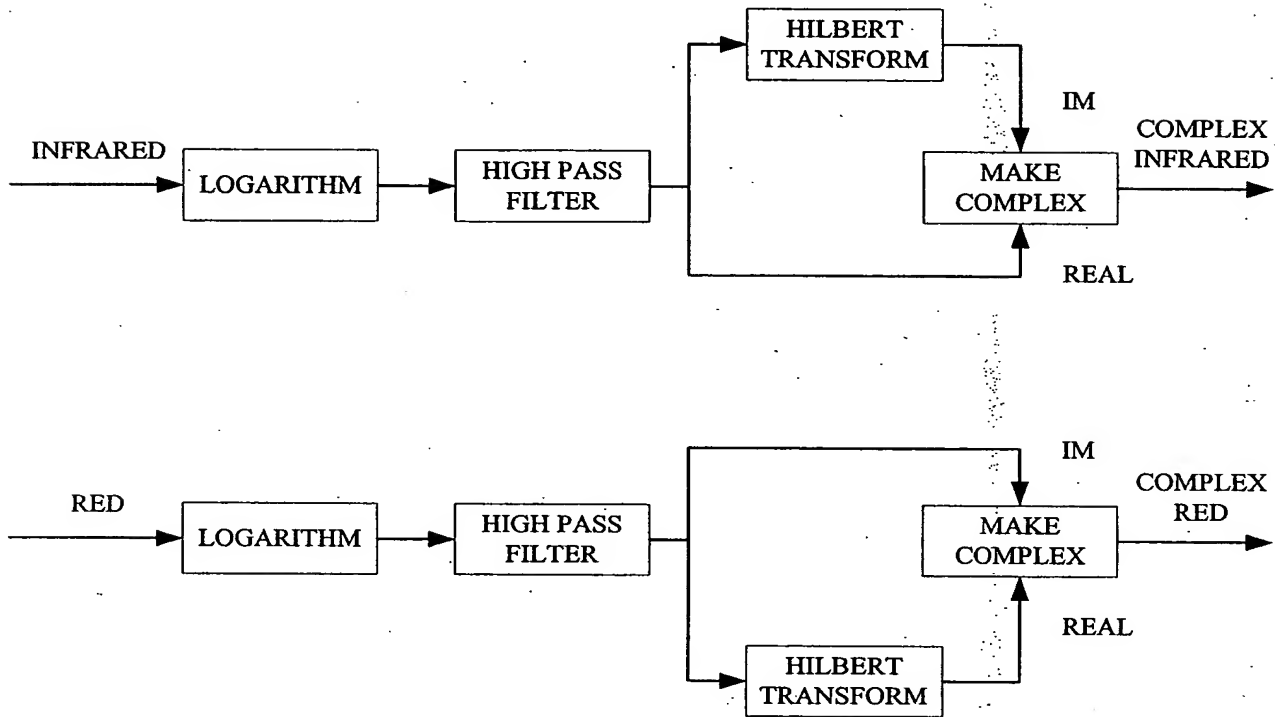 HILBERT
TRANSFORM
IM
INFRARED
LOGARITHM
HIGH PASS
FILTER
MAKE
COMPLEX
COMPLEX
INFRARED
REAL
IM
RED
LOGARITHM
HIGH PASS
FILTER
MAKE
COMPLEX
COMPLEX
RED
REAL
HILBERT
TRANSFORM